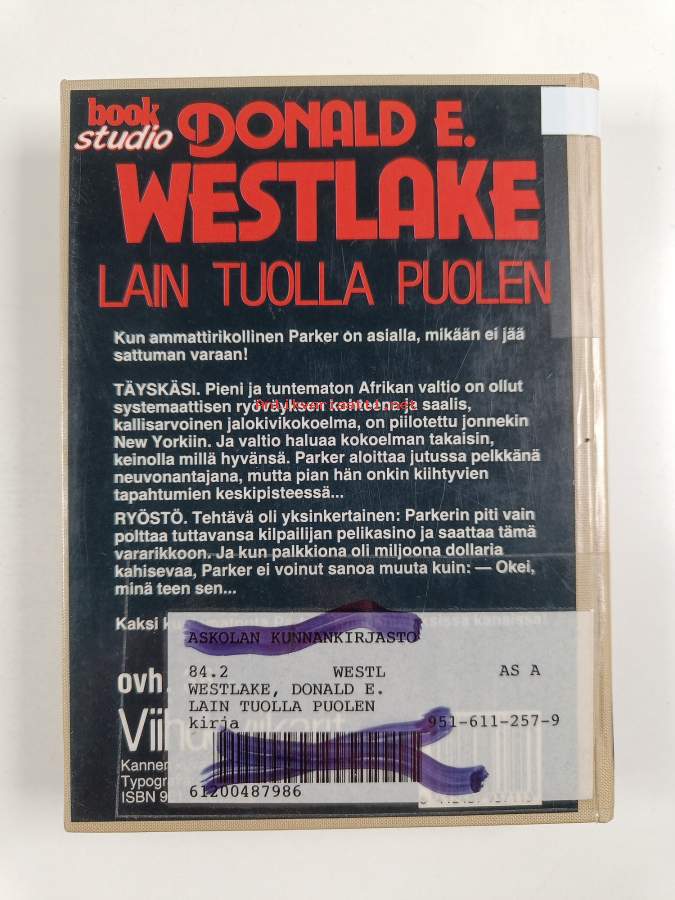 book studio DONALD E.
WESTLAKE
LAIN TUOLLA PUOLEN
Kun ammattirikollinen Parker on asialla, mikään ei jää
sattuman varaan!
TÄYSKÄSI. Pieni ja tuntematon Afrikan valtio on ollut
systemaattisen ryöväyksen kohteena ja saalis,
kallisarvoinen jalokivikokoelma, on piilotettu jonnekin
New Yorkiin. Ja valtio haluaa kokoelman takaisin,
keinolla millä hyvänsä. Parker aloittaa jutussa pelkkänä
neuvonantajana, mutta pian hän onkin kiihtyvien
tapahtumien keskipisteessä...
RYÖSTÖ. Tehtävä oli yksinkertainen: Parkerin piti vain
polttaa tuttavansa kilpailijan pelikasino ja saattaa tämä
vararikkoon. Ja kun palkkiona oli miljoona dollaria
kahisevaa, Parker ei voinut sanoa muuta kuin: — Okei,
minä teen sen...
Kaksi
ASKOLAN KUNNANKIRJASTO
84.2 WESTL AS A
WESTLAKE, DONALD E.
LAIN TUOLLA PUOLEN
kirja 951-611-257-9
61200487986
ovh.
ISBN